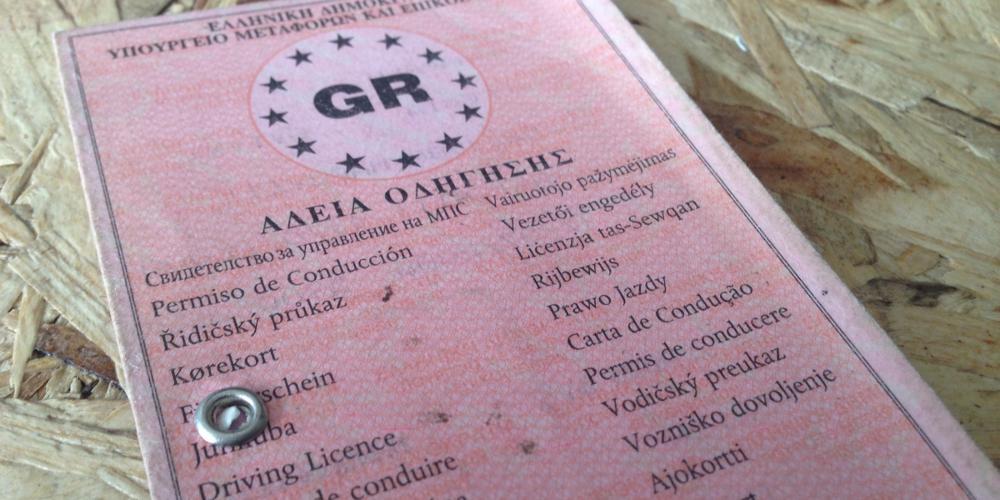 ΕΛΛΗΝΙΚΗ
ΥΠΟΥΡΓΕΙΟ ΜΕΤΑΦΟΡΩΝ ΚΑΙ
GR
ΑΔΕΙΑ ΟΔΗΓΗΣΗΣ
Свидетелство за управление на МПС
Permiso de Conducción
Řidičský průkaz
Kørekort
Driving Licence
de conduire
Vairuotojo pažymėjimas
Vezetői engedély
Liċenzja tas-Sewqan
Rijbewijs
Prawo Jazdy
Carta de Condução
Permis de conducere
Vodičský preukaz
Vozniško dovoljenje
Ajokortti